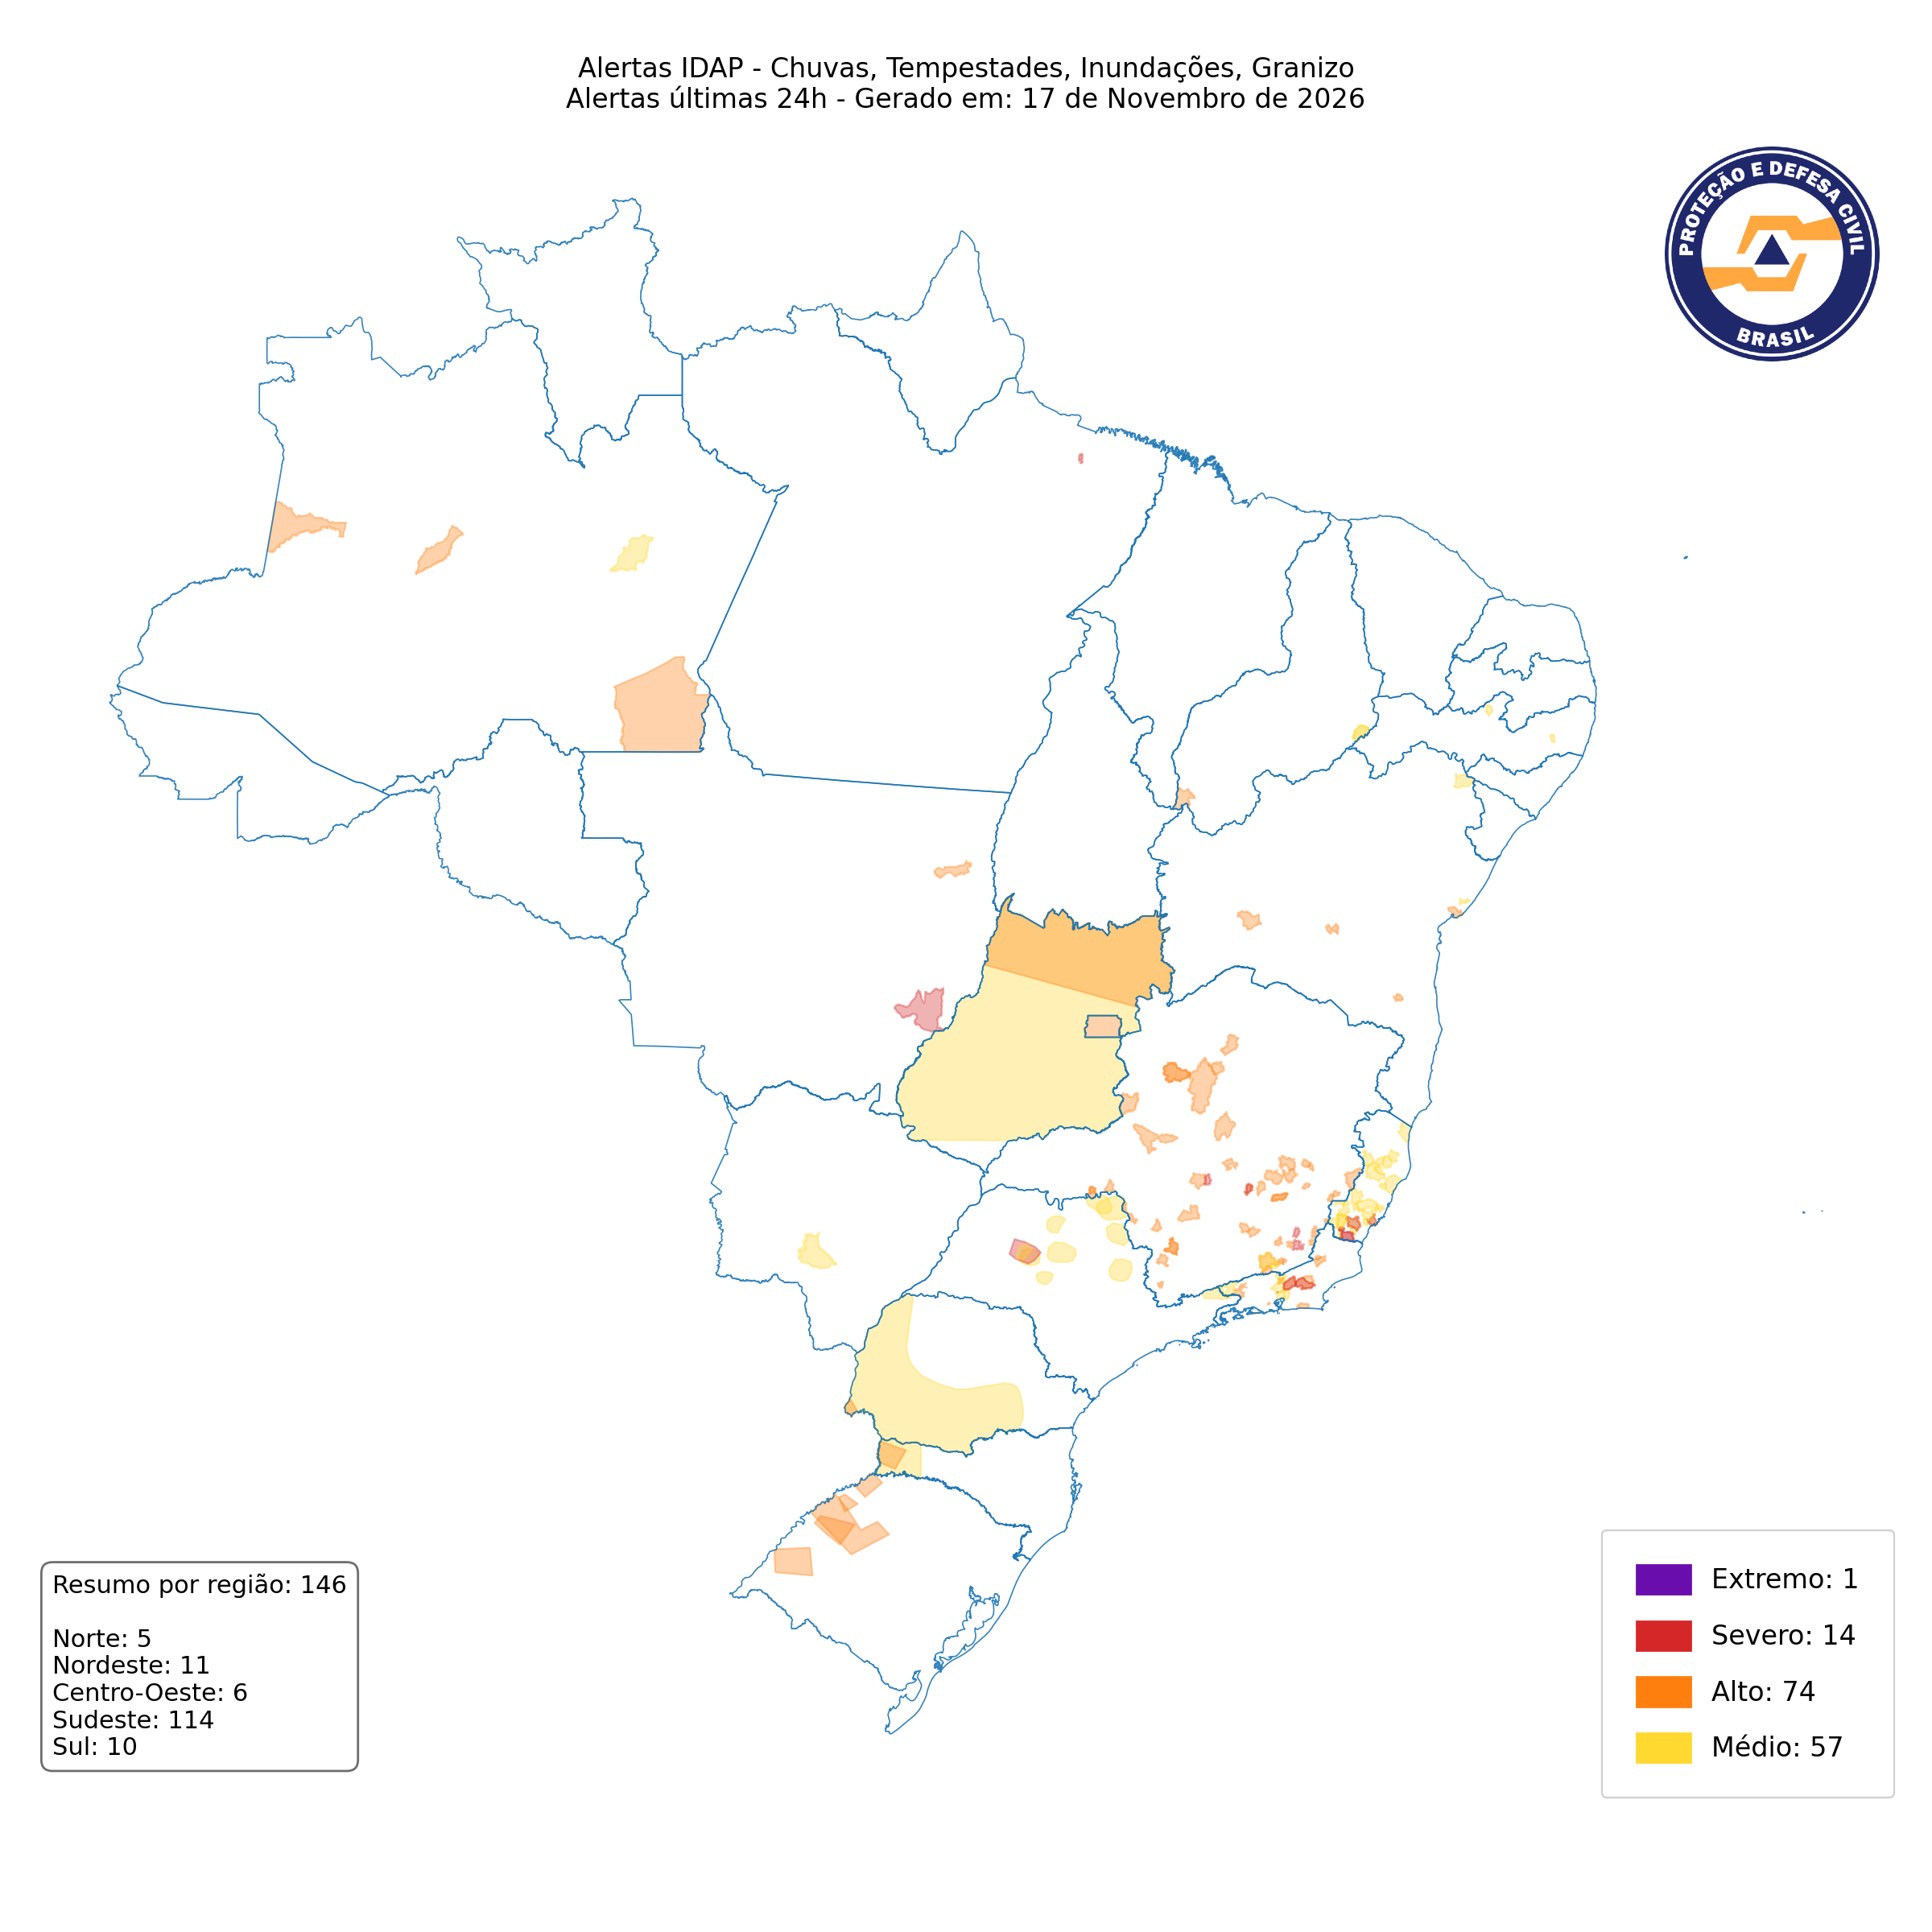 Alertas IDAP - Chuvas, Tempestades, Inundações, Granizo
Alertas últimas 24h - Gerado em: 17 de Novembro de 2026
PROTEÇÃO E DEFESA CIVIL
BRASIL
Resumo por região: 146
Norte: 5
Nordeste: 11
Centro-Oeste: 6
Sudeste: 114
Sul: 10
Extremo: 1
Severo: 14
Alto: 74
Médio: 57